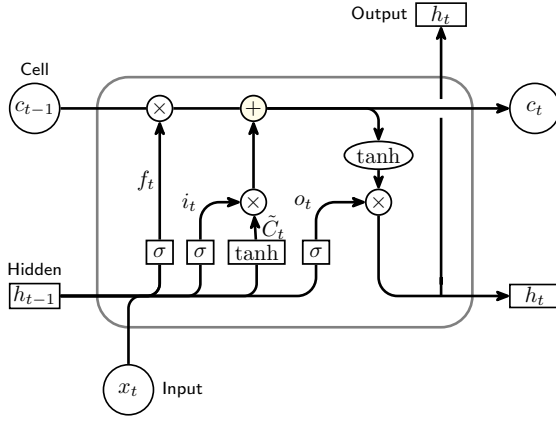 Output h_t
Cell
c_{t-1} × + c_t
tanh
f_t i_t × o_t ×
C̃_t
σ σ tanh σ
Hidden
h_{t-1} h_t
x_t Input